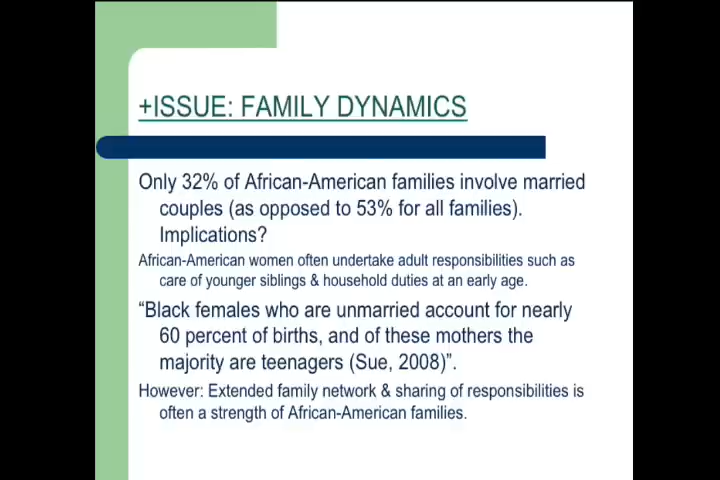 +ISSUE: FAMILY DYNAMICS
Only 32% of African-American families involve married
couples (as opposed to 53% for all families).
Implications?
African-American women often undertake adult responsibilities such as
care of younger siblings & household duties at an early age.
“Black females who are unmarried account for nearly
60 percent of births, and of these mothers the
majority are teenagers (Sue, 2008)”.
However: Extended family network & sharing of responsibilities is
often a strength of African-American families.